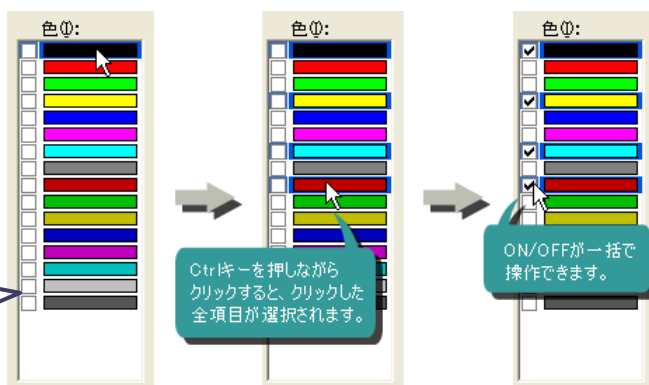 色(I):
色(I):
色(I):
Ctrlキーを押しながら
クリックすると、クリックした
全項目が選択されます。
ON/OFFが一括で
操作できます。